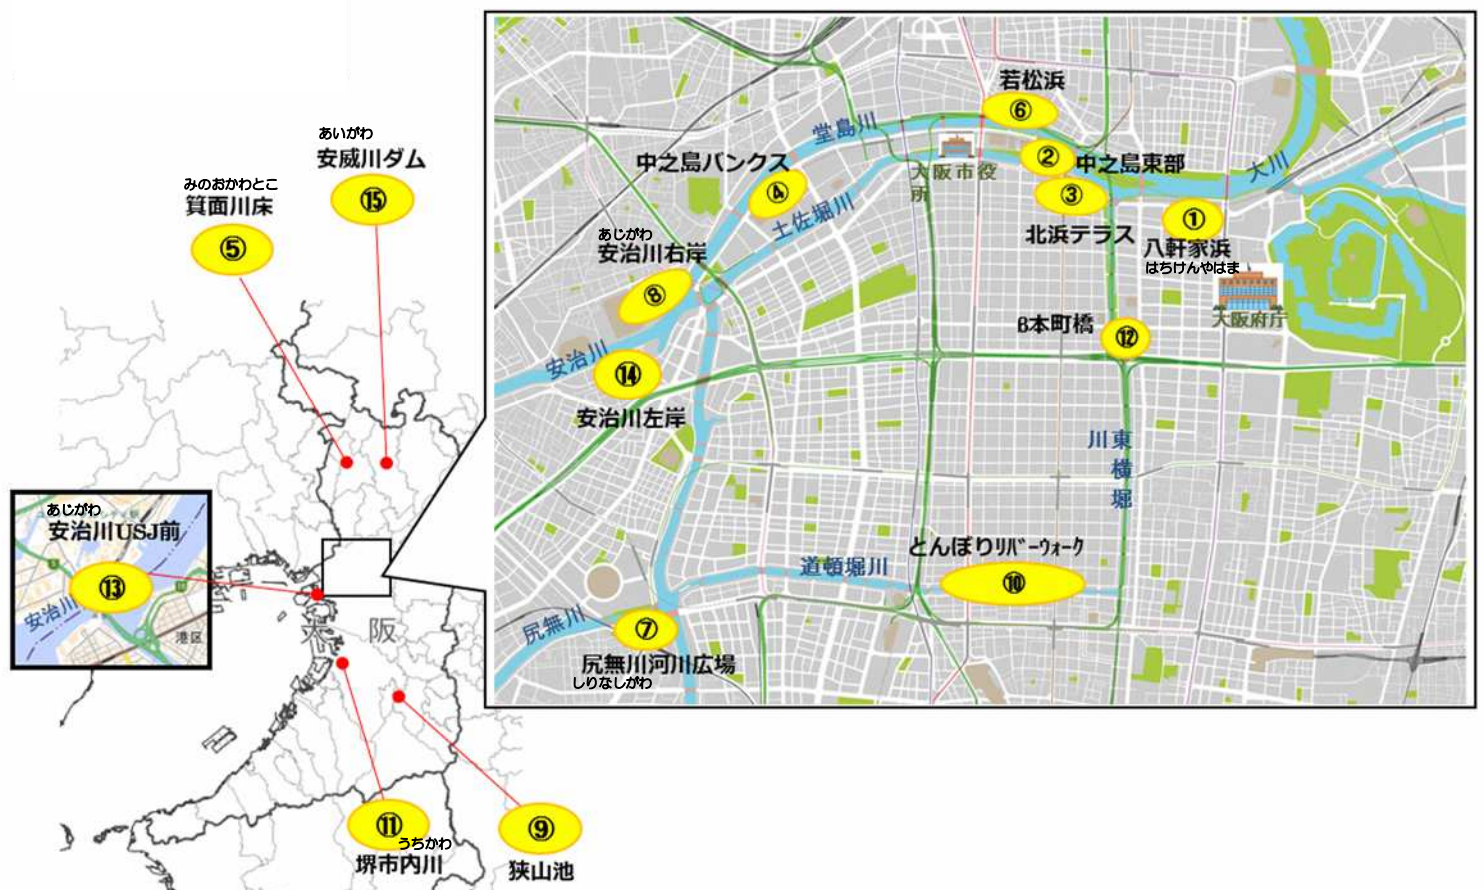 あいがわ
安威川ダム
⑮
みのおかわとこ
箕面川床
⑤
あじがわ
安治川USJ前
⑬
安治川
港区
大阪
⑪
うちかわ
堺市内川
⑨
狭山池
若松浜
⑥
堂島川
中之島バンクス
④
大阪市役
所
②
中之島東部
③
北浜テラス
大川
①
八軒家浜
はちけんやはま
大阪府庁
土佐堀川
あじがわ
安治川右岸
⑧
安治川
⑭
安治川左岸
B本町橋
⑫
東横堀
川
とんぼりリバーウォーク
⑩
道頓堀川
尻無川
⑦
尻無川河川広場
しりなしがわ